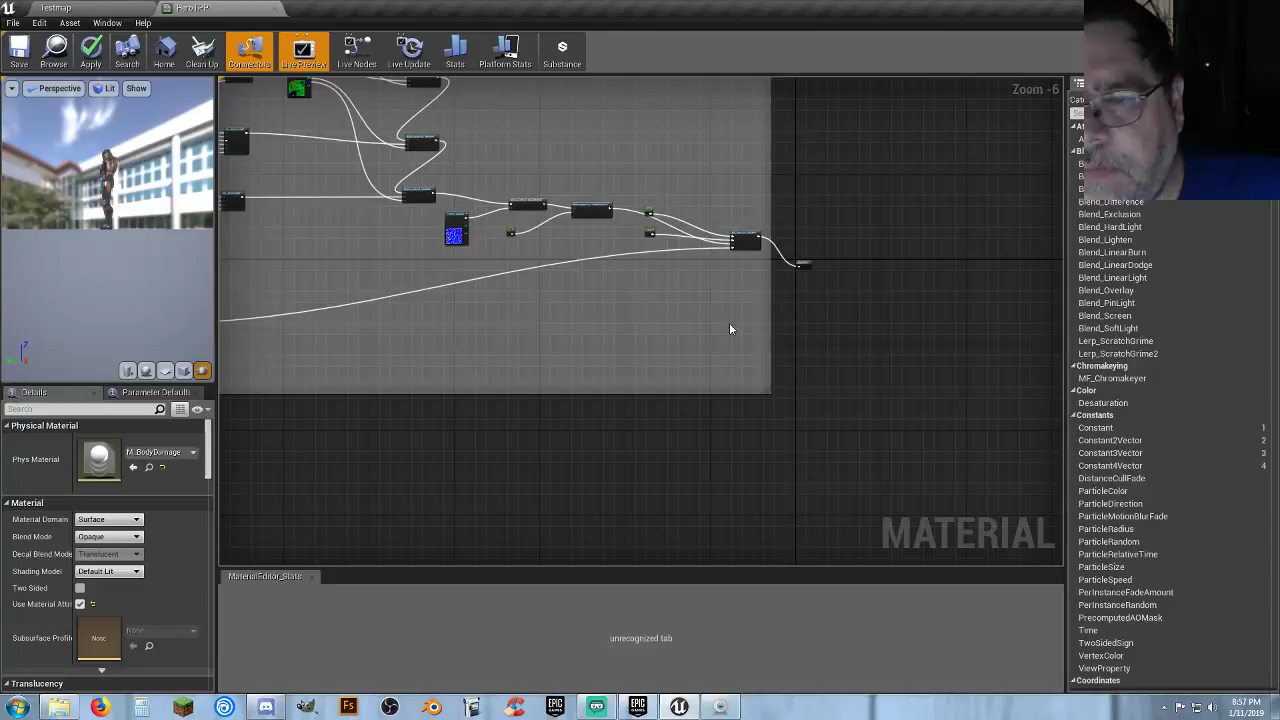 Testmap
File Edit Asset Window Help
Save Browse Apply Search Home Clean Up Connectors Live Preview Live Nodes Live Update Stats Platform Stats Substance
Perspective Lit Show
Zoom -6
Blend_Difference
Blend_Exclusion
Blend_HardLight
Blend_Lighten
Blend_LinearBurn
Blend_LinearDodge
Blend_LinearLight
Blend_Overlay
Blend_PinLight
Blend_Screen
Blend_SoftLight
Lerp_ScratchGrime
Lerp_ScratchGrime2
Chromakeying
MF_Chromakeyer
Color
Desaturation
Constants
Constant 1
Constant2Vector 2
Constant3Vector 3
Constant4Vector 4
DistanceCullFade
ParticleColor
ParticleDirection
ParticleMotionBlurFade
ParticleRadius
ParticleRandom
ParticleRelativeTime
ParticleSize
ParticleSpeed
PerInstanceFadeAmount
PerInstanceRandom
PrecomputedAOMask
Time
TwoSidedSign
VertexColor
ViewProperty
Coordinates
Details Parameter Default
Search
Physical Material
Phys Material M_BodyDamage
Material
Material Domain Surface
Blend Mode Opaque
Decal Blend Mode Translucent
Shading Model Default Lit
Two Sided
Use Material Attri
Subsurface Profile None None
Translucency
MATERIAL
MaterialEditor_Stats
unrecognized tab
8:57 PM
1/11/2019